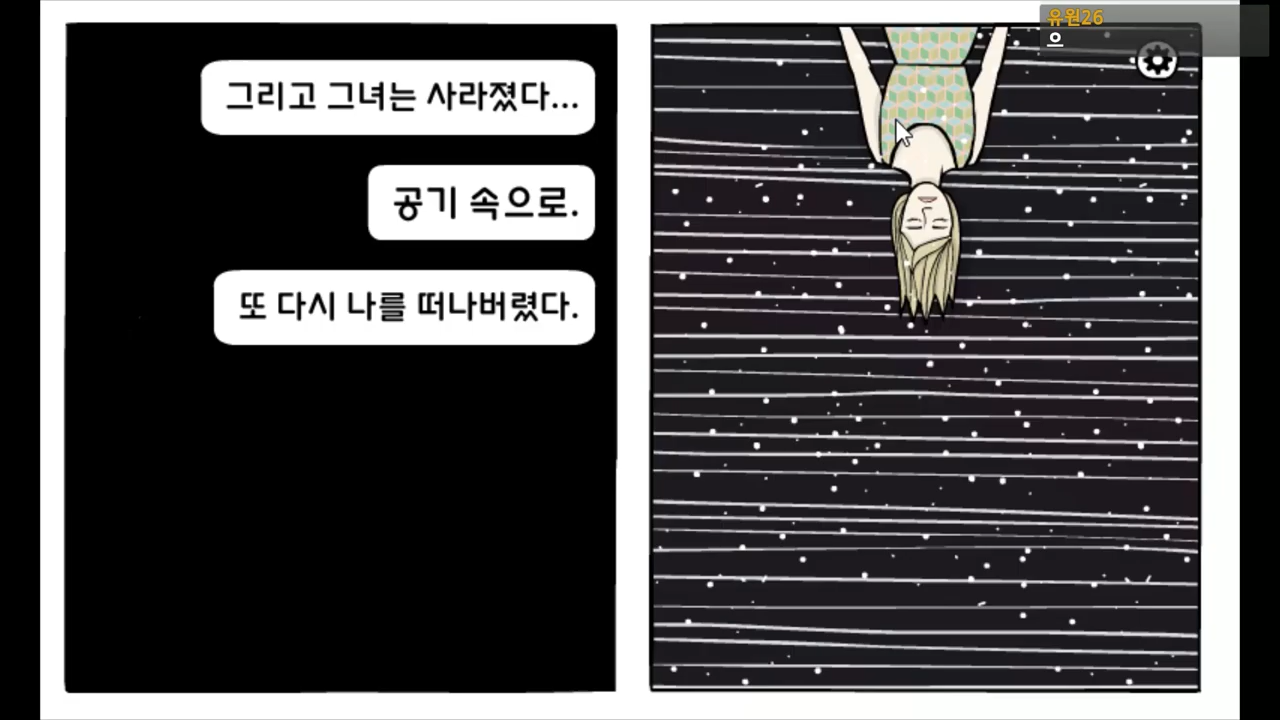 그리고 그녀는 사라졌다...
공기 속으로.
또 다시 나를 떠나버렸다.
유원26
으